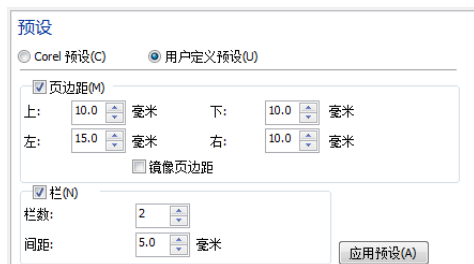 预设
Corel 预设(C) 用户定义预设(U)
页边距(M)
上: 10.0 毫米 下: 10.0 毫米
左: 15.0 毫米 右: 10.0 毫米
镜像页边距
栏(N)
栏数: 2
间距: 5.0 毫米
应用预设(A)